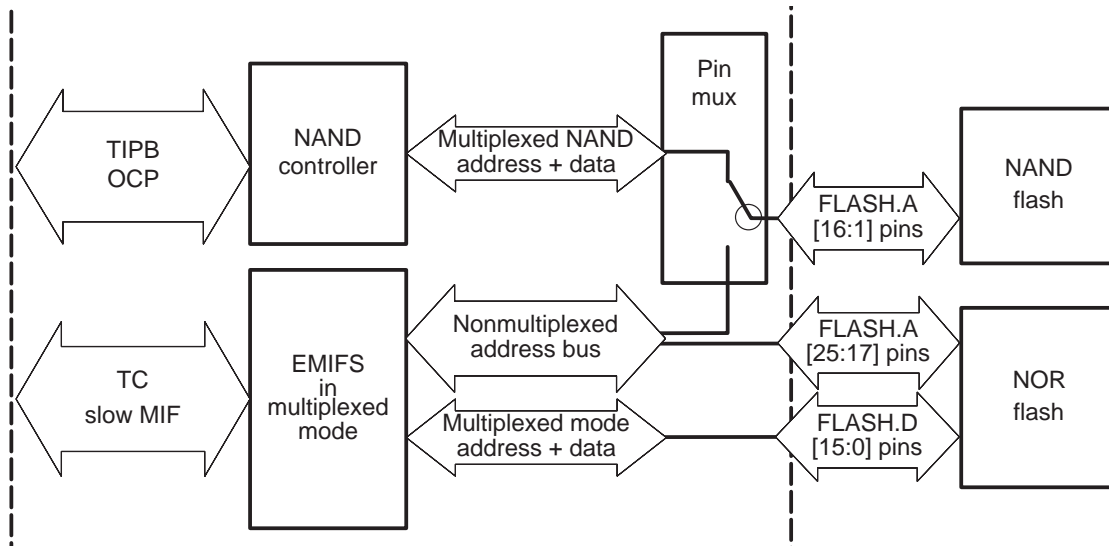 Pin
mux
TIPB
OCP
NAND
controller
Multiplexed NAND
address + data
FLASH.A
[16:1] pins
NAND
flash
TC
slow MIF
EMIFS
in
multiplexed
mode
Nonmultiplexed
address bus
Multiplexed mode
address + data
FLASH.A
[25:17] pins
FLASH.D
[15:0] pins
NOR
flash